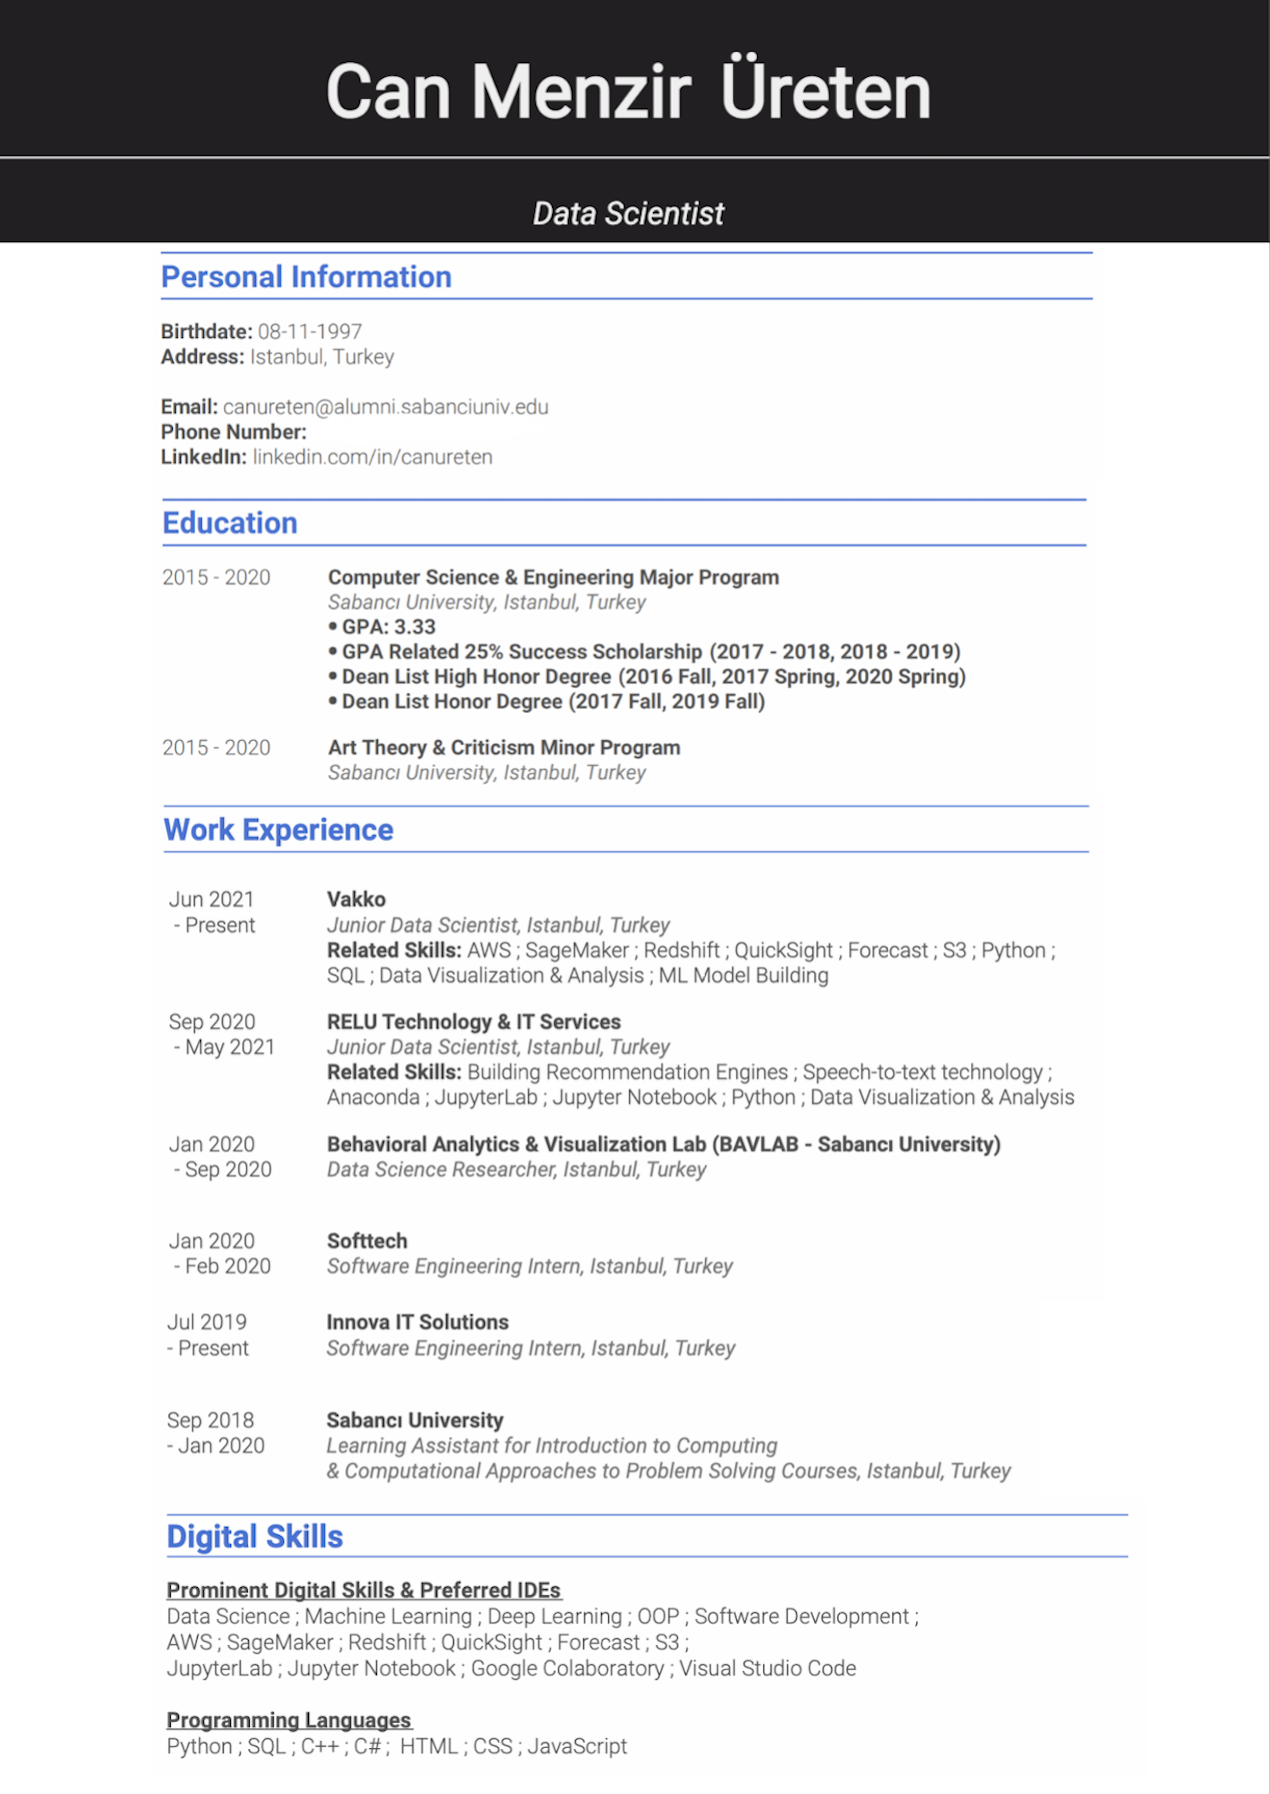 Can Menzir Üreten
Data Scientist
Personal Information
Birthdate: 08-11-1997
Address: Istanbul, Turkey
Email: canureten@alumni.sabanciuniv.edu
Phone Number:
LinkedIn: linkedin.com/in/canureten
Education
2015 - 2020 Computer Science & Engineering Major Program
Sabancı University, Istanbul, Turkey
• GPA: 3.33
• GPA Related 25% Success Scholarship (2017 - 2018, 2018 - 2019)
• Dean List High Honor Degree (2016 Fall, 2017 Spring, 2020 Spring)
• Dean List Honor Degree (2017 Fall, 2019 Fall)
2015 - 2020 Art Theory & Criticism Minor Program
Sabancı University, Istanbul, Turkey
Work Experience
Jun 2021 Vakko
- Present Junior Data Scientist, Istanbul, Turkey
Related Skills: AWS ; SageMaker ; Redshift ; QuickSight ; Forecast ; S3 ; Python ;
SQL ; Data Visualization & Analysis ; ML Model Building
Sep 2020 RELU Technology & IT Services
- May 2021 Junior Data Scientist, Istanbul, Turkey
Related Skills: Building Recommendation Engines ; Speech-to-text technology ;
Anaconda ; JupyterLab ; Jupyter Notebook ; Python ; Data Visualization & Analysis
Jan 2020 Behavioral Analytics & Visualization Lab (BAVLAB - Sabancı University)
- Sep 2020 Data Science Researcher, Istanbul, Turkey
Jan 2020 Softtech
- Feb 2020 Software Engineering Intern, Istanbul, Turkey
Jul 2019 Innova IT Solutions
- Present Software Engineering Intern, Istanbul, Turkey
Sep 2018 Sabancı University
- Jan 2020 Learning Assistant for Introduction to Computing
& Computational Approaches to Problem Solving Courses, Istanbul, Turkey
Digital Skills
Prominent Digital Skills & Preferred IDEs
Data Science ; Machine Learning ; Deep Learning ; OOP ; Software Development ;
AWS ; SageMaker ; Redshift ; QuickSight ; Forecast ; S3 ;
JupyterLab ; Jupyter Notebook ; Google Colaboratory ; Visual Studio Code
Programming Languages
Python ; SQL ; C++ ; C# ; HTML ; CSS ; JavaScript